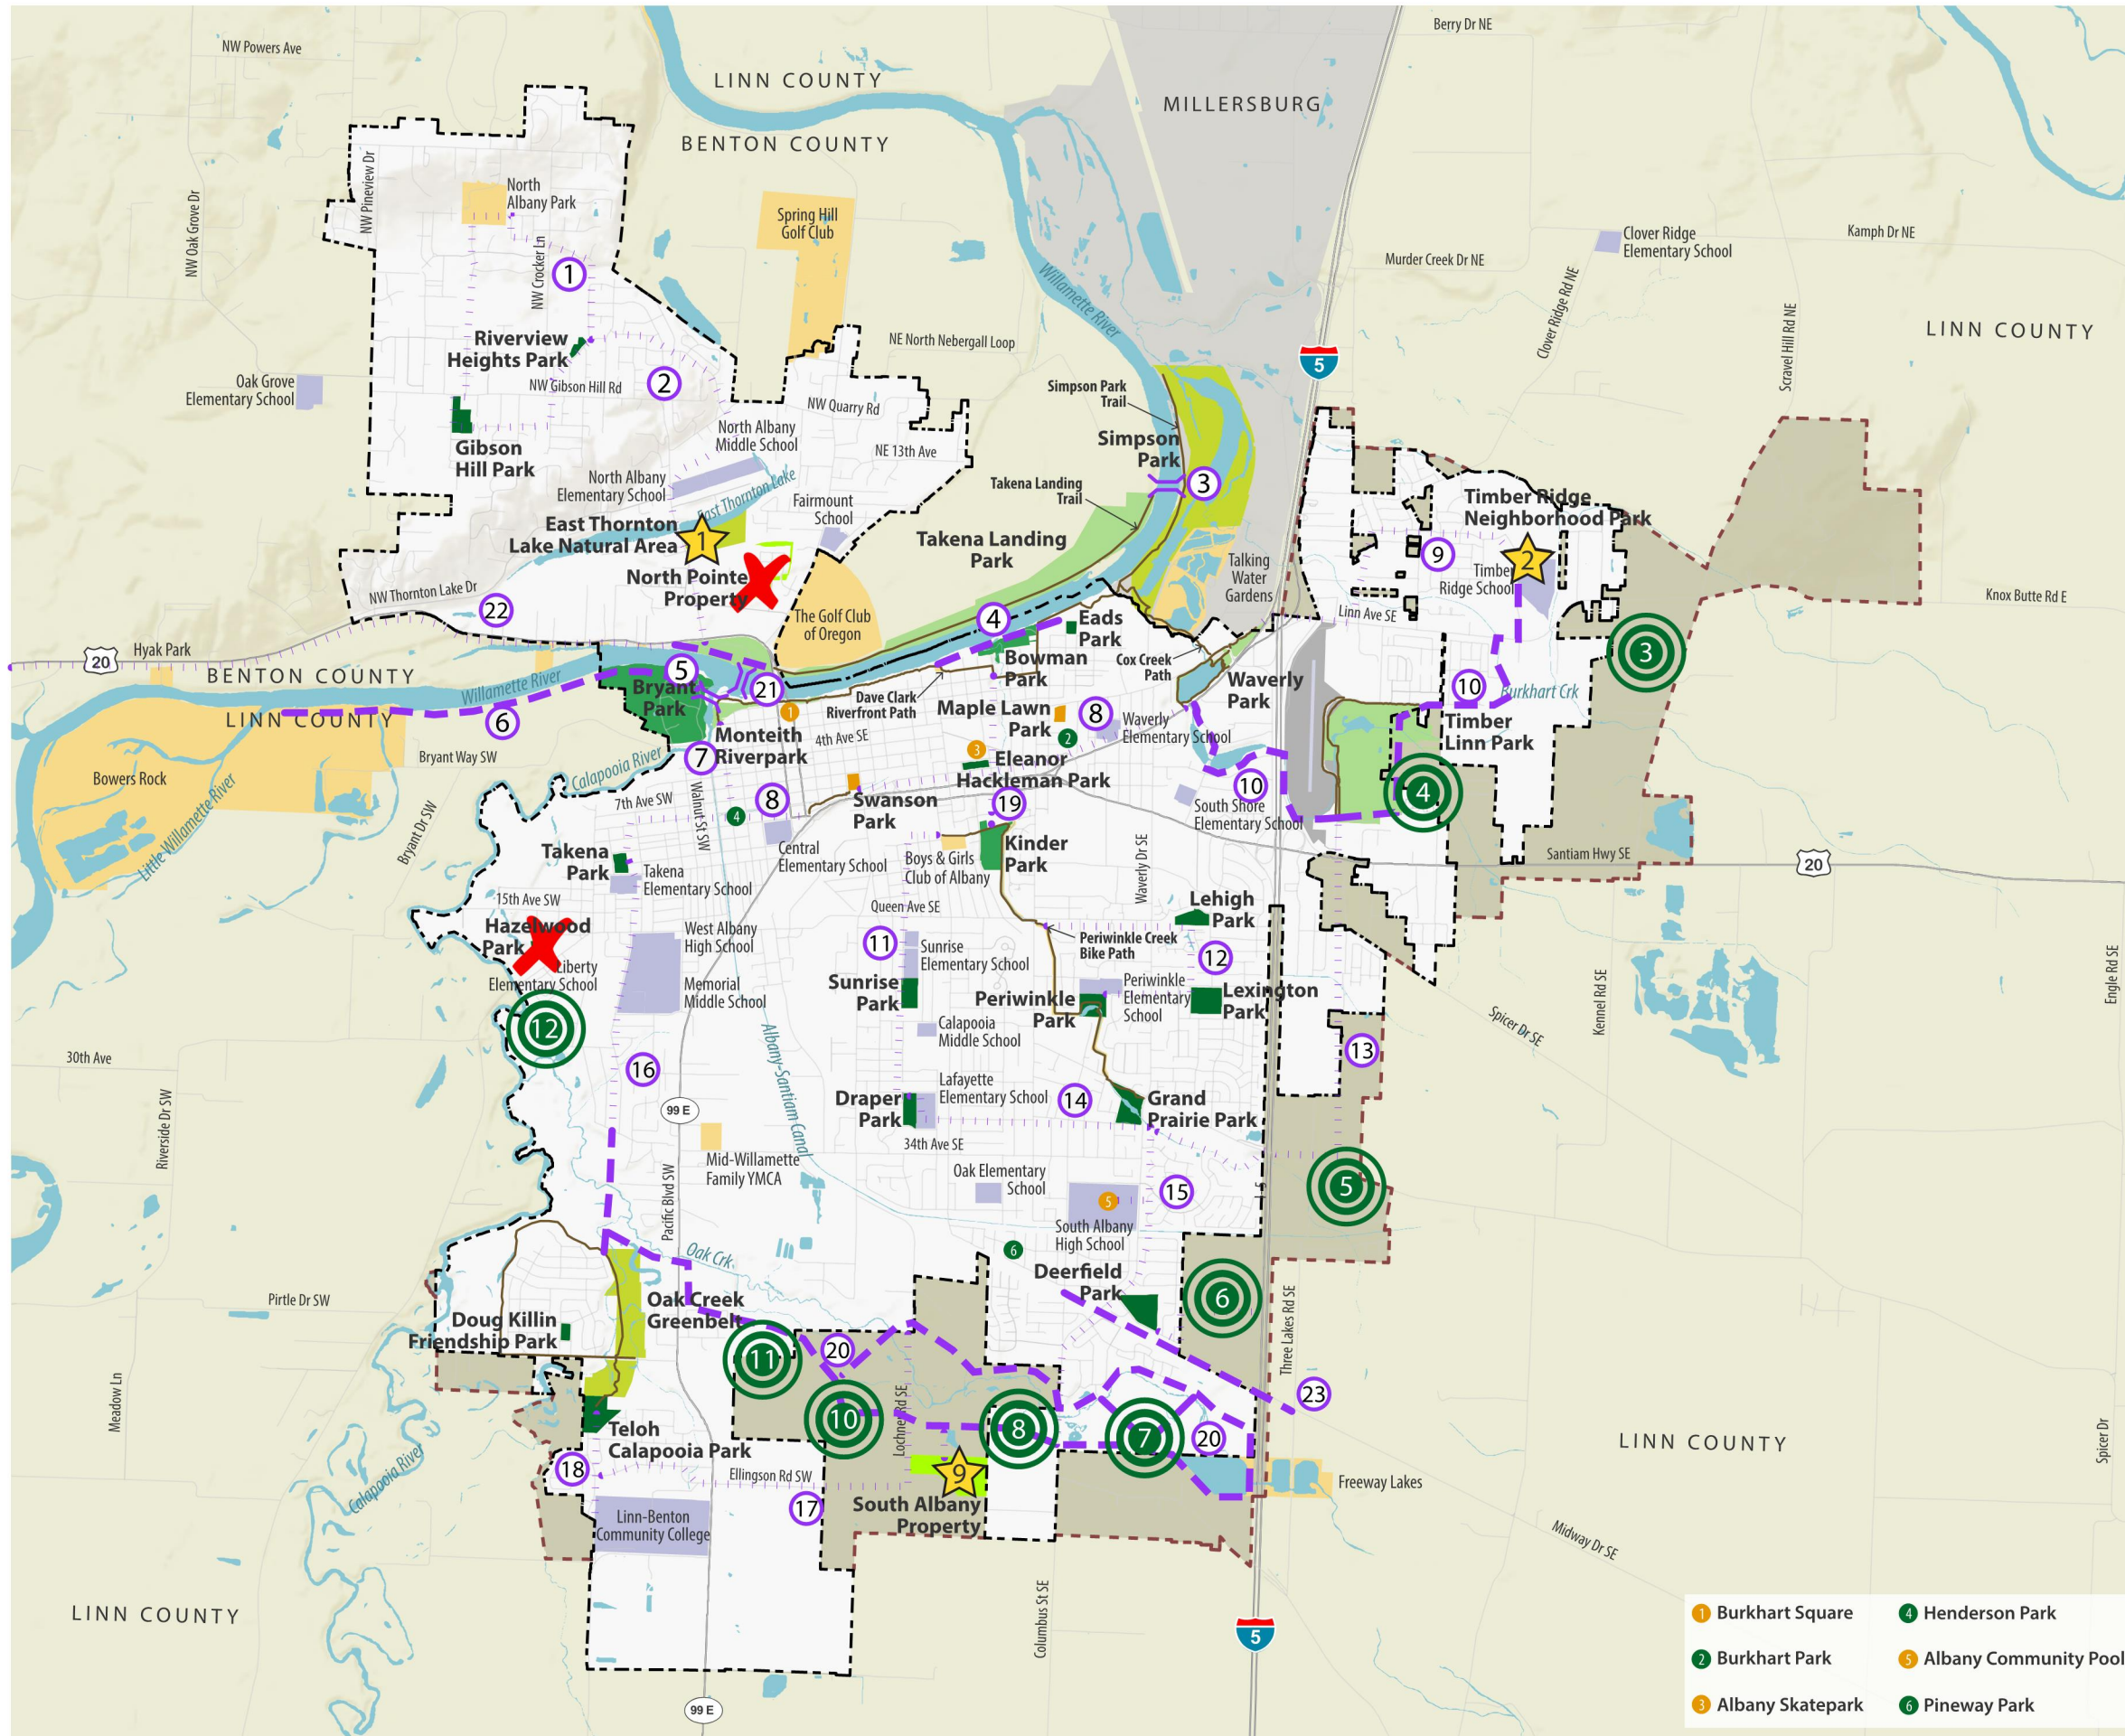 NW Powers Ave
LINN COUNTY
BENTON COUNTY
MILLERSBURG
Berry Dr NE
NW Oak Grove Dr
NW Pineview Dr
North
Albany Park
NW Crocker Ln
1
Spring Hill
Golf Club
Willamette River
Murder Creek Dr NE
Clover Ridge
Elementary School
Kamph Dr NE
Clover Ridge Rd NE
Scravel Hill Rd NE
LINN COUNTY
Riverview
Heights Park
NW Gibson Hill Rd
2
NE North Nebergall Loop
5
Oak Grove
Elementary School
Gibson
Hill Park
NW Quarry Rd
North Albany
Middle School
NE 13th Ave
North Albany
Elementary School
East Thornton Lake
Fairmount
School
Simpson Park
Trail
Simpson
Park
3
Takena Landing
Trail
Takena Landing
Park
East Thornton
Lake Natural Area
1
North Pointe
Property
The Golf Club
of Oregon
Talking
Water
Gardens
Timber Ridge
Neighborhood Park
9
2
Timber
Ridge School
Linn Ave SE
Knox Butte Rd E
NW Thornton Lake Dr
22
Hyak Park
20
BENTON COUNTY
Willamette River
LINN COUNTY
6
5
Bryant
Park
21
1
4
Eads
Park
Bowman
Park
Cox Creek
Path
Waverly
Park
Dave Clark
Riverfront Path
Maple Lawn
Park
8
2
Waverly
Elementary School
3
Eleanor
Hackleman Park
4th Ave SE
Monteith
Riverpark
7
3
10
Burkhart Crk
Timber
Linn Park
4
10
South Shore
Elementary School
Bowers Rock
Little Willamette River
Bryant Way SW
Bryant Dr SW
Calapooia River
7th Ave SW
Walnut St SW
4
8
Central
Elementary School
Swanson
Park
19
Kinder
Park
Boys & Girls
Club of Albany
Takena
Park
Takena
Elementary School
15th Ave SW
Santiam Hwy SE
20
Waverly Dr SE
Queen Ave SE
Lehigh
Park
Hazelwood
Park
Liberty
Elementary School
West Albany
High School
Memorial
Middle School
11
Sunrise
Elementary School
Sunrise
Park
Periwinkle Creek
Bike Path
12
Periwinkle
Park
Periwinkle
Elementary
School
Lexington
Park
Calapooia
Middle School
12
Albany-Santiam Canal
Spicer Dr SE
Kennel Rd SE
Engle Rd SE
30th Ave
Riverside Dr SW
16
13
Lafayette
Elementary School
14
Draper
Park
Grand
Prairie Park
99 E
34th Ave SE
Mid-Willamette
Family YMCA
Pacific Blvd SW
Oak Elementary
School
5
South Albany
High School
15
5
6
Deerfield
Park
6
Oak Crk
Pirtle Dr SW
Oak Creek
Greenbelt
Doug Killin
Friendship Park
11
20
10
Lochner Rd SE
8
7
20
23
Three Lakes Rd SE
Meadow Ln
Calapooia River
Teloh
Calapooia Park
18
Ellingson Rd SW
17
9
South Albany
Property
Linn-Benton
Community College
Freeway Lakes
LINN COUNTY
Midway Dr SE
Spicer Dr
LINN COUNTY
Columbus St SE
5
99 E
1 Burkhart Square
4 Henderson Park
2 Burkhart Park
5 Albany Community Pool
3 Albany Skatepark
6 Pineway Park